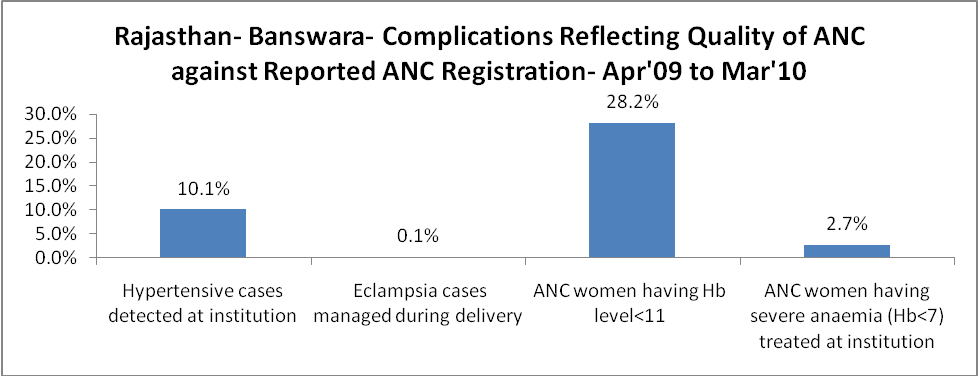 Rajasthan- Banswara- Complications Reflecting Quality of ANC
against Reported ANC Registration- Apr'09 to Mar'10
30.0%
25.0%
20.0%
15.0%
10.0%
5.0%
0.0%
10.1%
0.1%
28.2%
2.7%
Hypertensive cases
detected at institution
Eclampsia cases
managed during delivery
ANC women having Hb
level<11
ANC women having
severe anaemia (Hb<7)
treated at institution